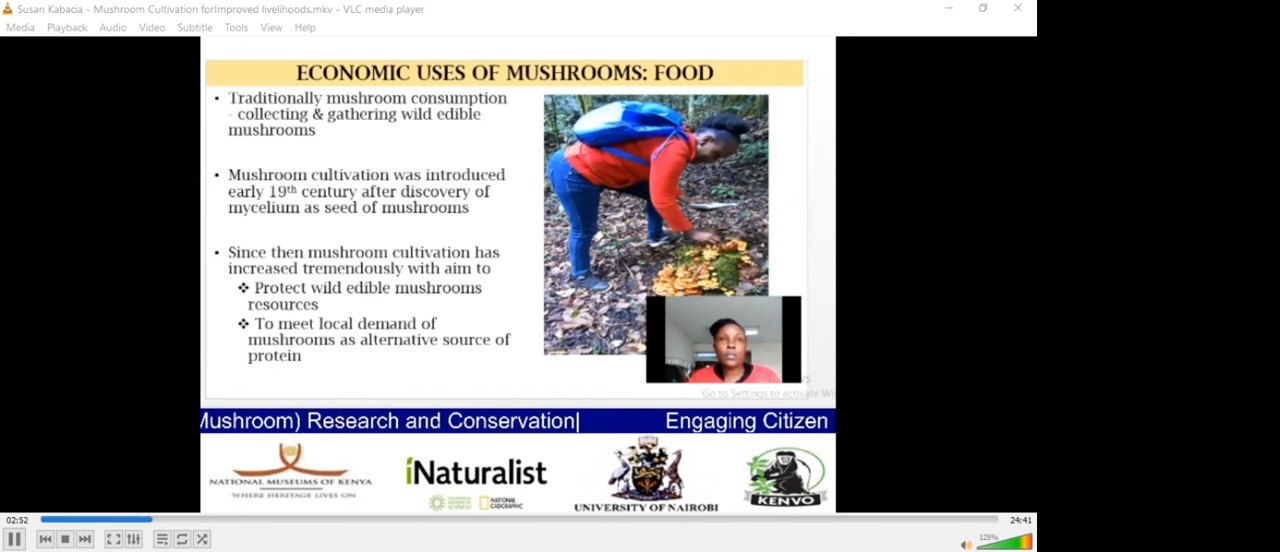 Susan Kabacia - Mushroom Cultivation forImproved livelihoods.mkv - VLC media player
Media Playback Audio Video Subtitle Tools View Help
ECONOMIC USES OF MUSHROOMS: FOOD
• Traditionally mushroom consumption
- collecting & gathering wild edible
mushrooms
• Mushroom cultivation was introduced
early 19th century after discovery of
mycelium as seed of mushrooms
• Since then mushroom cultivation has
increased tremendously with aim to
❖ Protect wild edible mushrooms
resources
❖ To meet local demand of
mushrooms as alternative source of
protein
Go to Settings to activate Wi
Mushroom) Research and Conservation| Engaging Citizen
NATIONAL MUSEUMS OF KENYA
WHERE HERITAGE LIVES ON
iNaturalist
CALIFORNIA
ACADEMY OF
SCIENCES
NATIONAL
GEOGRAPHIC
UNIVERSITY OF NAIROBI
KENVO
02:52
24:41
125%